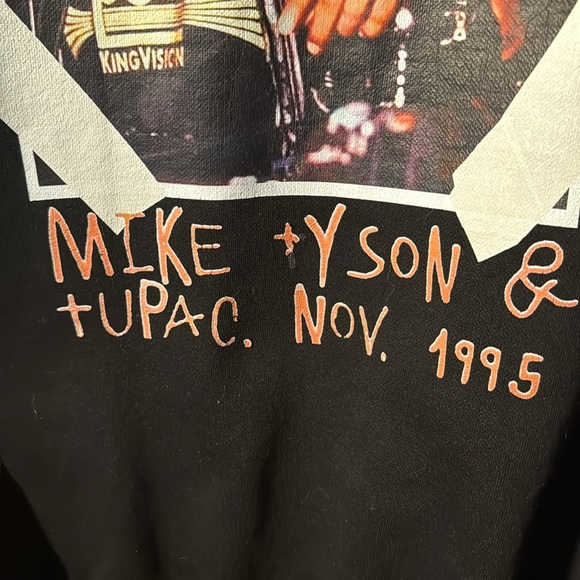 KINGVISION
MIKE tYSON &
tUPAC. NOV. 1995